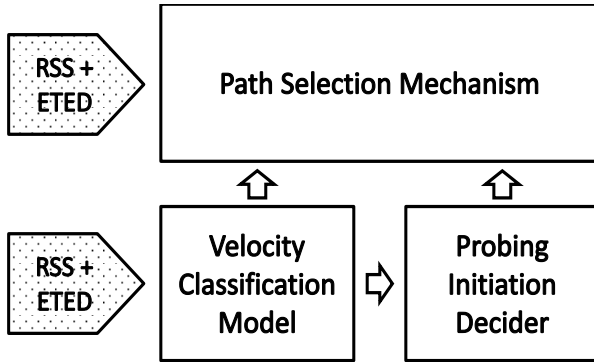 RSS +
ETED
Path Selection Mechanism
RSS +
ETED
Velocity
Classification
Model
Probing
Initiation
Decider